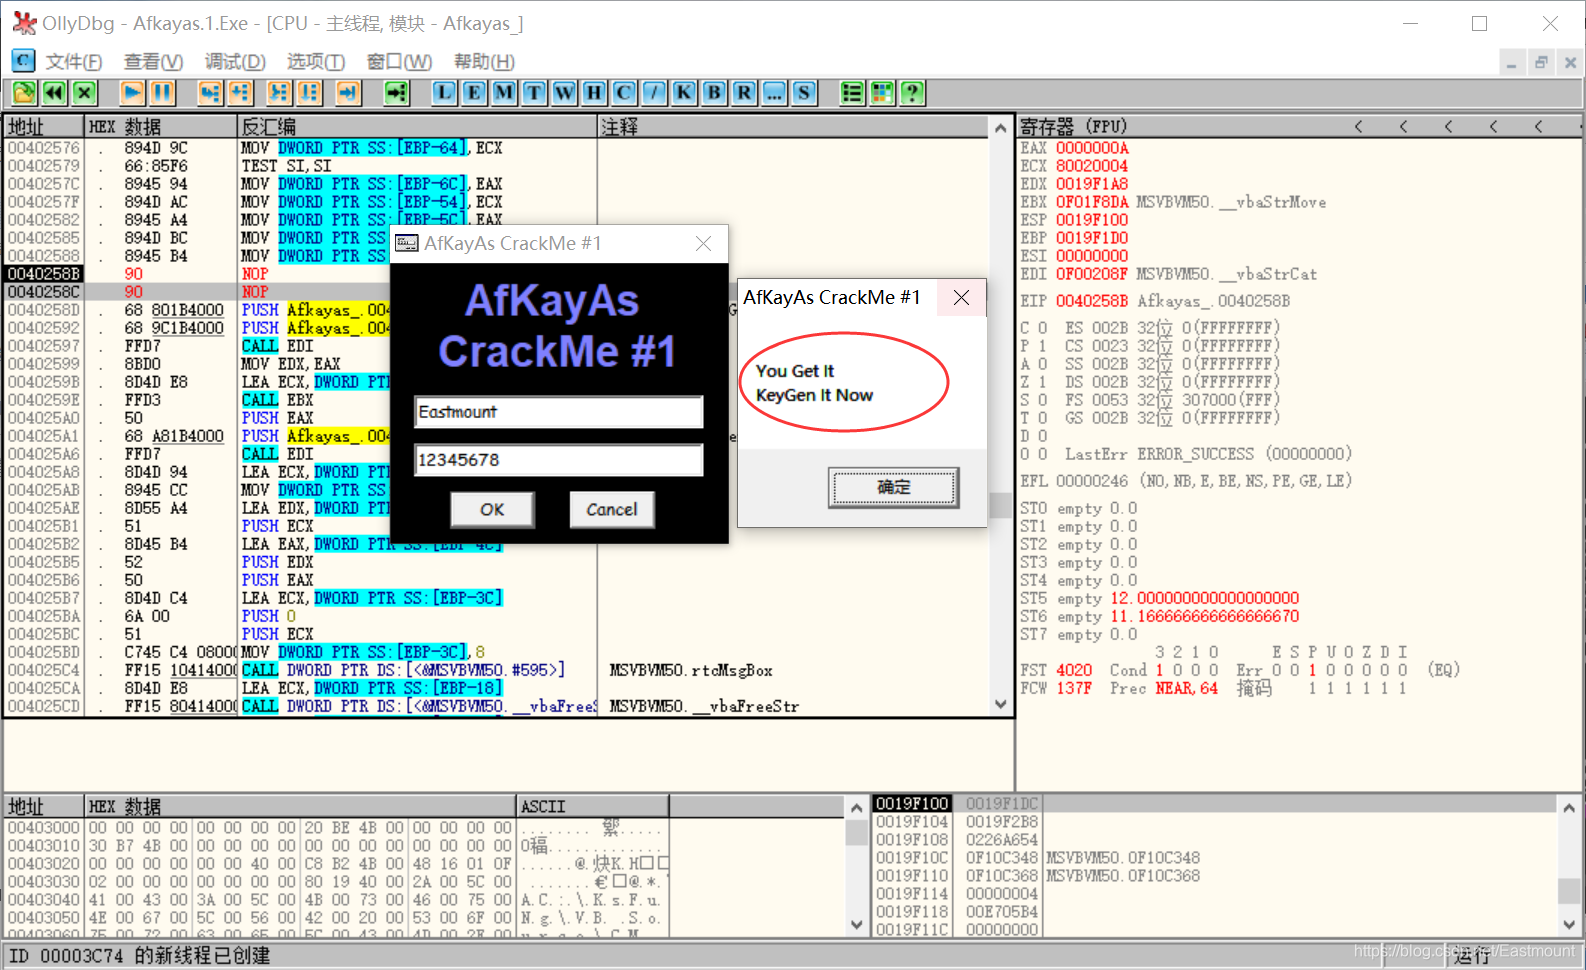 OllyDbg - Afkayas.1.Exe - [CPU - 主线程, 模块 - Afkayas_]
C 文件(F) 查看(V) 调试(D) 选项(T) 窗口(W) 帮助(H)
L E M T W H C / K B R ... S ?
地址 HEX 数据 反汇编 注释
00402576 . 894D 9C MOV DWORD PTR SS:[EBP-64],ECX
00402579 . 66:85F6 TEST SI,SI
0040257C . 8945 94 MOV DWORD PTR SS:[EBP-6C],EAX
0040257F . 894D AC MOV DWORD PTR SS:[EBP-54],ECX
00402582 . 8945 A4 MOV DWORD PTR SS:[EBP-5C],EAX
00402585 . 894D BC MOV DWORD PTR SS
00402588 . 8945 B4 MOV DWORD PTR SS
0040258B 90 NOP
0040258C 90 NOP
0040258D . 68 801B4000 PUSH Afkayas_.004
00402592 . 68 9C1B4000 PUSH Afkayas_.004
00402597 . FFD7 CALL EDI
00402599 . 8BD0 MOV EDX,EAX
0040259B . 8D4D E8 LEA ECX,DWORD PT
0040259E . FFD3 CALL EBX
004025A0 . 50 PUSH EAX
004025A1 . 68 A81B4000 PUSH Afkayas_.004
004025A6 . FFD7 CALL EDI
004025A8 . 8D4D 94 LEA ECX,DWORD PT
004025AB . 8945 CC MOV DWORD PTR SS
004025AE . 8D55 A4 LEA EDX,DWORD PT
004025B1 . 51 PUSH ECX
004025B2 . 8D45 B4 LEA EAX,DWORD PTR SS:[EBP-4C]
004025B5 . 52 PUSH EDX
004025B6 . 50 PUSH EAX
004025B7 . 8D4D C4 LEA ECX,DWORD PTR SS:[EBP-3C]
004025BA . 6A 00 PUSH 0
004025BC . 51 PUSH ECX
004025BD . C745 C4 08000 MOV DWORD PTR SS:[EBP-3C],8
004025C4 . FF15 10414000 CALL DWORD PTR DS:[<&MSVBVM50.#595>] MSVBVM50.rtcMsgBox
004025CA . 8D4D E8 LEA ECX,DWORD PTR SS:[EBP-18]
004025CD . FF15 80414000 CALL DWORD PTR DS:[<&MSVBVM50.__vbaFreeS MSVBVM50.__vbaFreeStr
AfKayAs CrackMe #1
AfKayAs
CrackMe #1
Eastmount
12345678
OK Cancel
AfKayAs CrackMe #1
You Get It
KeyGen It Now
确定
寄存器 (FPU) < < < < <
EAX 0000000A
ECX 80020004
EDX 0019F1A8
EBX 0F01F8DA MSVBVM50.__vbaStrMove
ESP 0019F100
EBP 0019F1D0
ESI 00000000
EDI 0F00208F MSVBVM50.__vbaStrCat
EIP 0040258B Afkayas_.0040258B
C 0 ES 002B 32位 0(FFFFFFFF)
P 1 CS 0023 32位 0(FFFFFFFF)
A 0 SS 002B 32位 0(FFFFFFFF)
Z 1 DS 002B 32位 0(FFFFFFFF)
S 0 FS 0053 32位 307000(FFF)
T 0 GS 002B 32位 0(FFFFFFFF)
D 0
O 0 LastErr ERROR_SUCCESS (00000000)
EFL 00000246 (NO,NB,E,BE,NS,PE,GE,LE)
ST0 empty 0.0
ST1 empty 0.0
ST2 empty 0.0
ST3 empty 0.0
ST4 empty 0.0
ST5 empty 12.000000000000000000
ST6 empty 11.166666666666666670
ST7 empty 0.0
3 2 1 0 E S P U O Z D I
FST 4020 Cond 1 0 0 0 Err 0 0 1 0 0 0 0 0 (EQ)
FCW 137F Prec NEAR,64 掩码 1 1 1 1 1 1
地址 HEX 数据 ASCII
00403000 00 00 00 00 00 00 00 00 20 BE 4B 00 00 00 00 00
00403010 30 B7 4B 00 00 00 00 00 00 00 00 00 00 00 00 00 0福............
00403020 00 00 00 00 00 00 40 00 C8 B2 4B 00 48 16 01 0F
00403030 02 00 00 00 00 00 00 00 80 19 40 00 2A 00 5C 00
00403040 41 00 43 00 3A 00 5C 00 4B 00 73 00 46 00 75 00 A.C.:.\.K.s.F.u.
00403050 4E 00 67 00 5C 00 56 00 42 00 20 00 53 00 6F 00 N.g.\.V.B. .S.o.
00403060 75 00 72 00 63 00 65 00 5C 00 43 00 4D 00 2E 00
0019F100 0019F1DC
0019F104 0019F2B8
0019F108 0226A654
0019F10C 0F10C348 MSVBVM50.0F10C348
0019F110 0F10C368 MSVBVM50.0F10C368
0019F114 00000004
0019F118 00E705B4
0019F11C 00000000
ID 00003C74 的新线程已创建 运行
https://blog.csdn.net/Eastmount